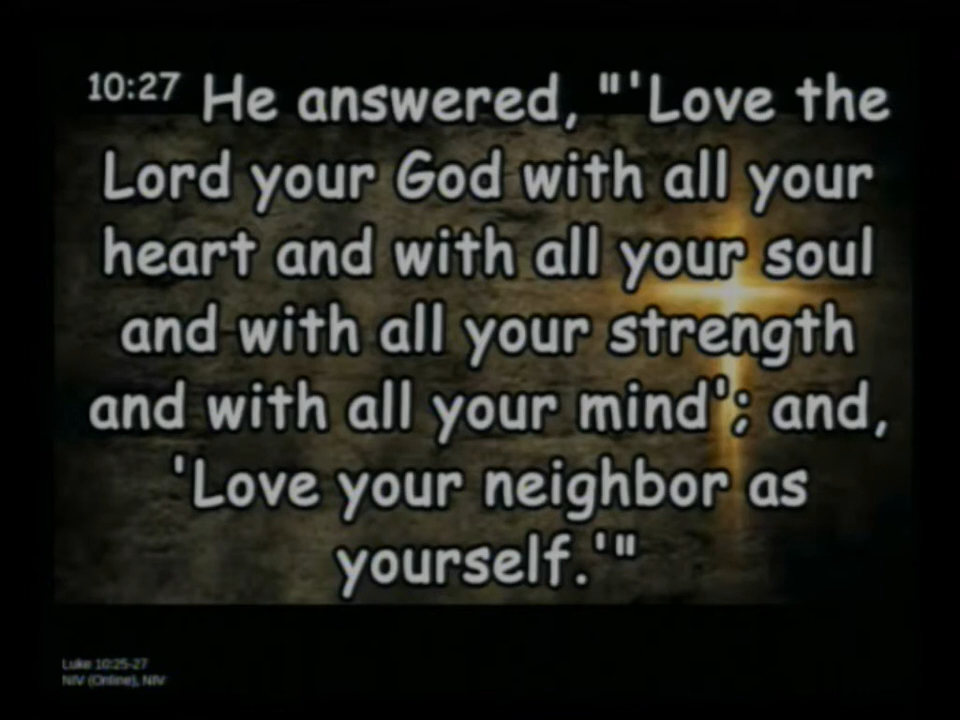 10:27 He answered, "'Love the
Lord your God with all your
heart and with all your soul
and with all your strength
and with all your mind'; and,
'Love your neighbor as
yourself.'"
Luke 10:25-27
NIV (Online), NIV